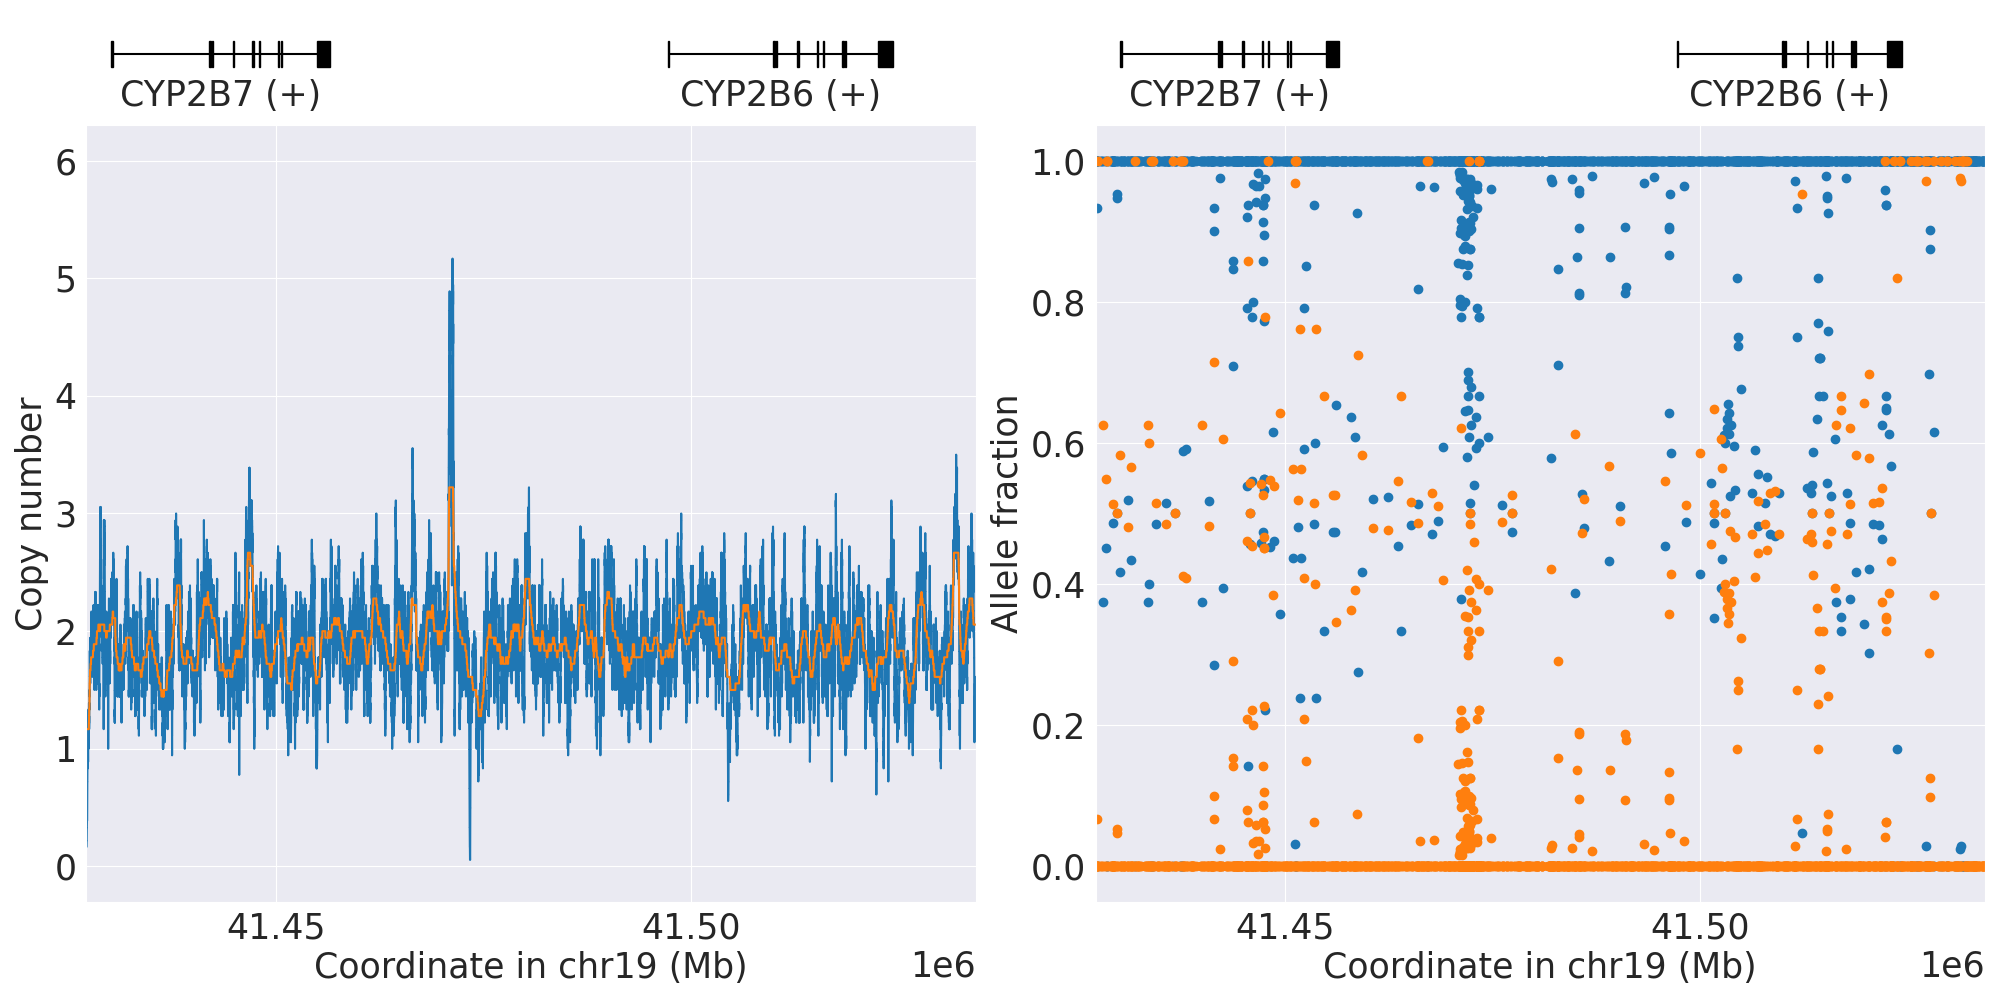 CYP2B7 (+)
CYP2B6 (+)
CYP2B7 (+)
CYP2B6 (+)
6
5
4
3
2
1
0
Copy number
41.45
41.50
Coordinate in chr19 (Mb)
1e6
1.0
0.8
0.6
0.4
0.2
0.0
Allele fraction
41.45
41.50
Coordinate in chr19 (Mb)
1e6